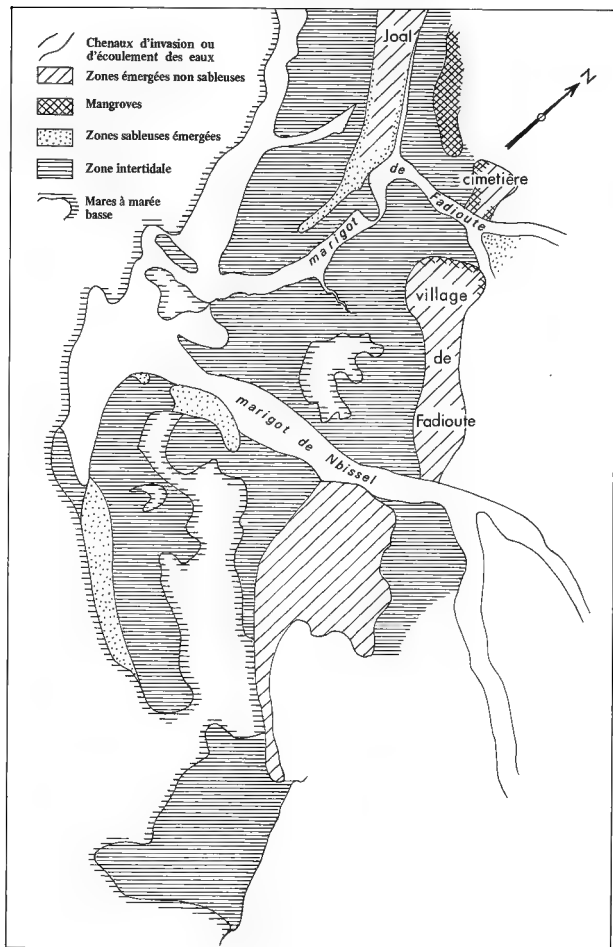 Chenaux d'invasion ou
d'écoulement des eaux
Zones émergées non sableuses
Mangroves
Zones sableuses émergées
Zone intertidale
Mares à marée
basse
Joal
N
cimetière
marigot de Fadioute
village
de
Fadioute
marigot de Nbissel